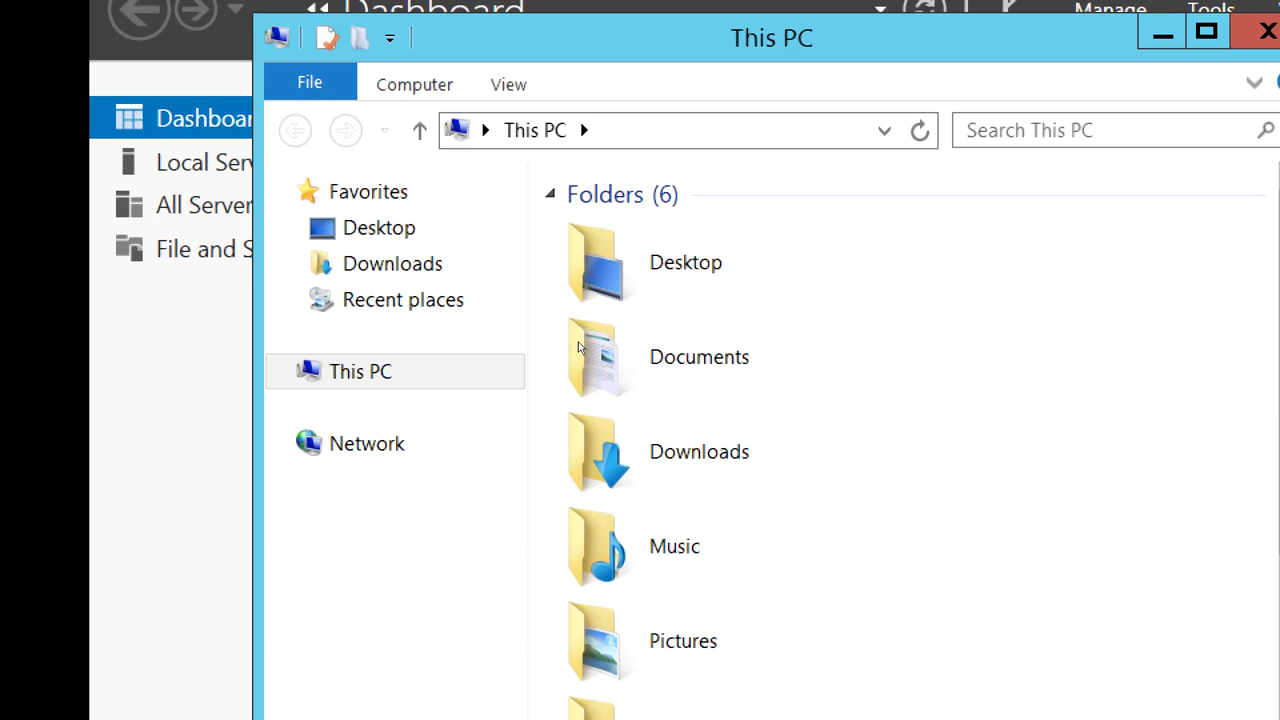 Dashboard
Manage
Tools
This PC
File
Computer
View
This PC
Search This PC
Dashboar
Local Serv
All Server
File and S
Favorites
Desktop
Downloads
Recent places
This PC
Network
Folders (6)
Desktop
Documents
Downloads
Music
Pictures